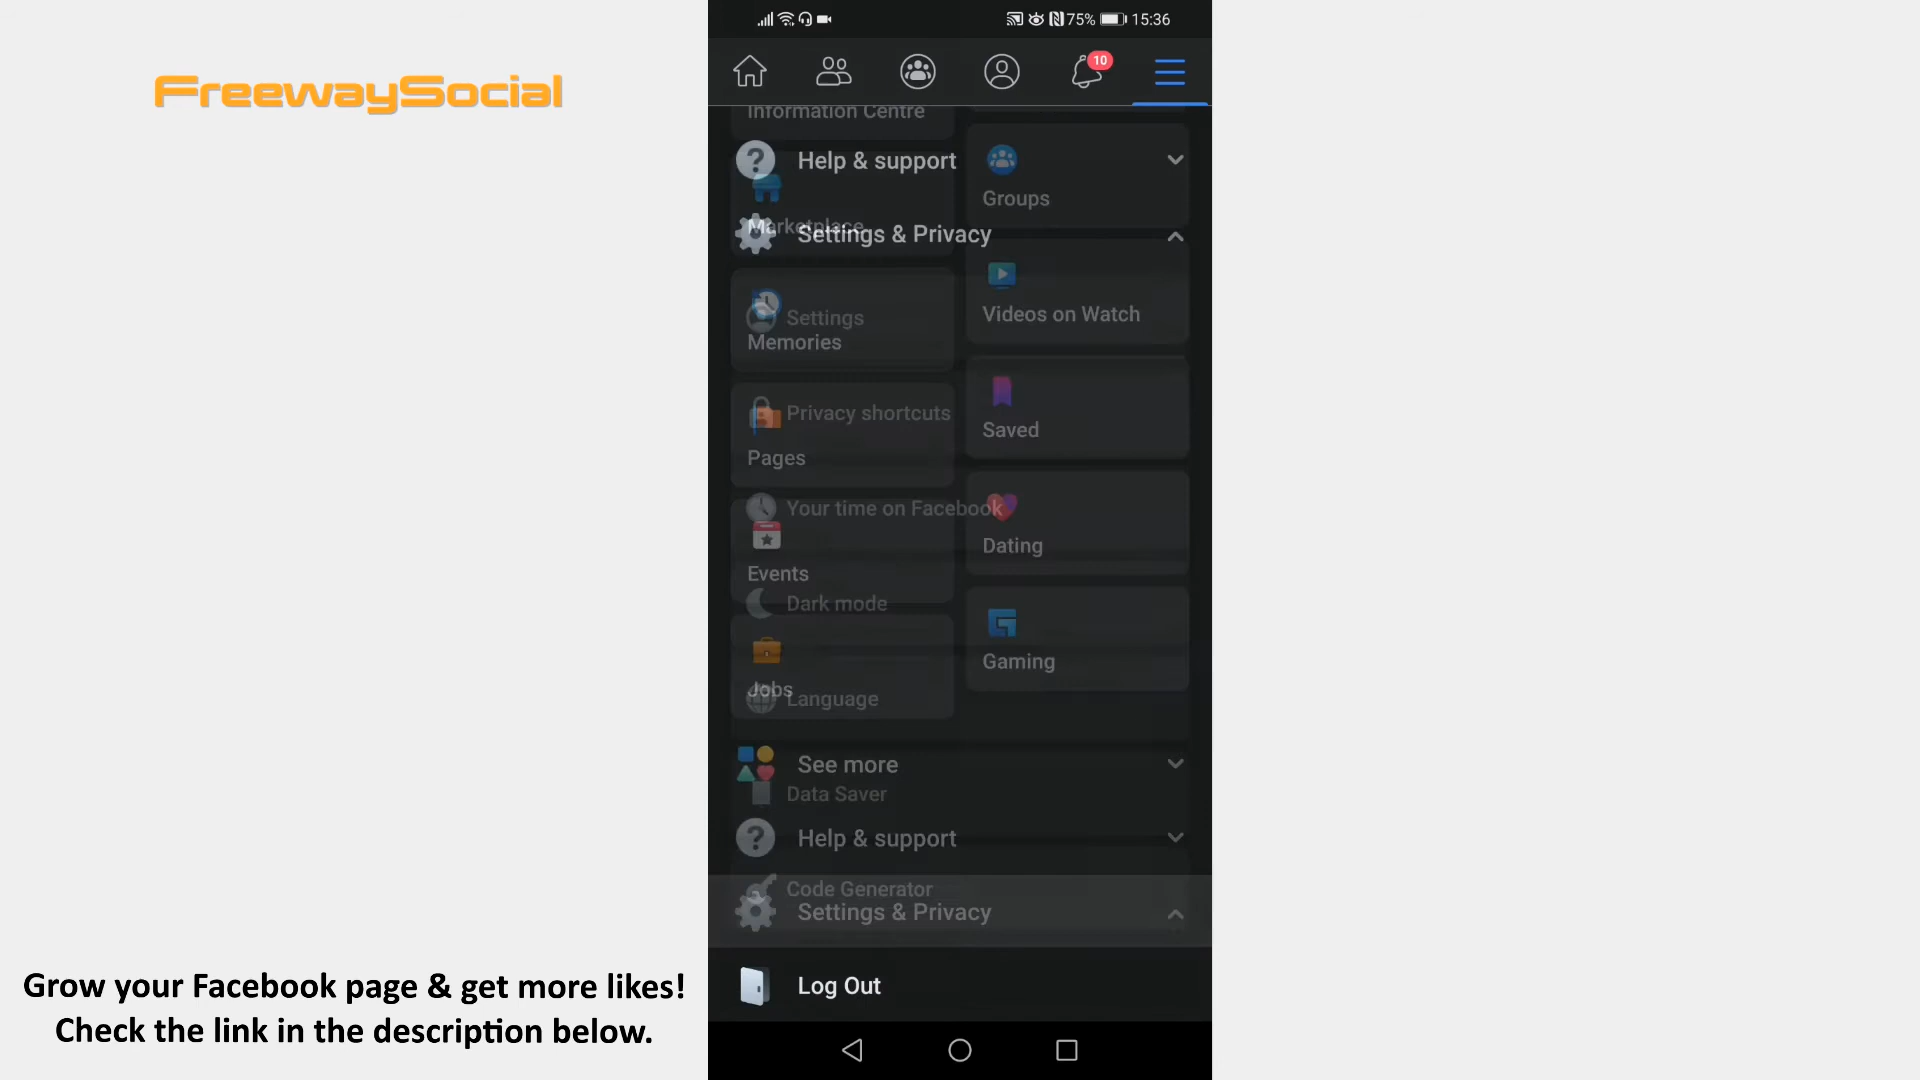 FreewaySocial
75% 15:36
10
Information Centre
Help & support
Groups
Marketplace
Settings & Privacy
Videos on Watch
Settings
Memories
Privacy shortcuts
Saved
Pages
Your time on Facebook
Dating
Events
Dark mode
Gaming
Jobs
Language
See more
Data Saver
Help & support
Code Generator
Settings & Privacy
Log Out
Grow your Facebook page & get more likes!
Check the link in the description below.